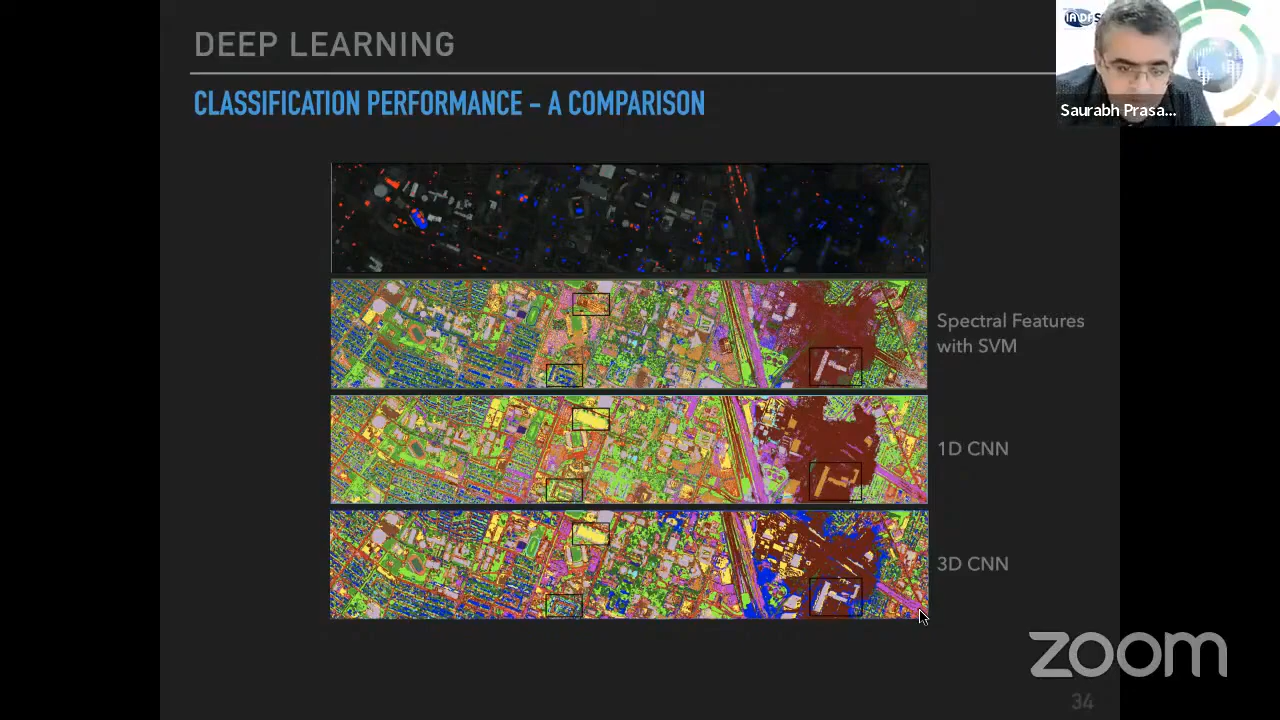 DEEP LEARNING
CLASSIFICATION PERFORMANCE - A COMPARISON
Saurabh Prasa...
Spectral Features
with SVM
1D CNN
3D CNN
zoom
34